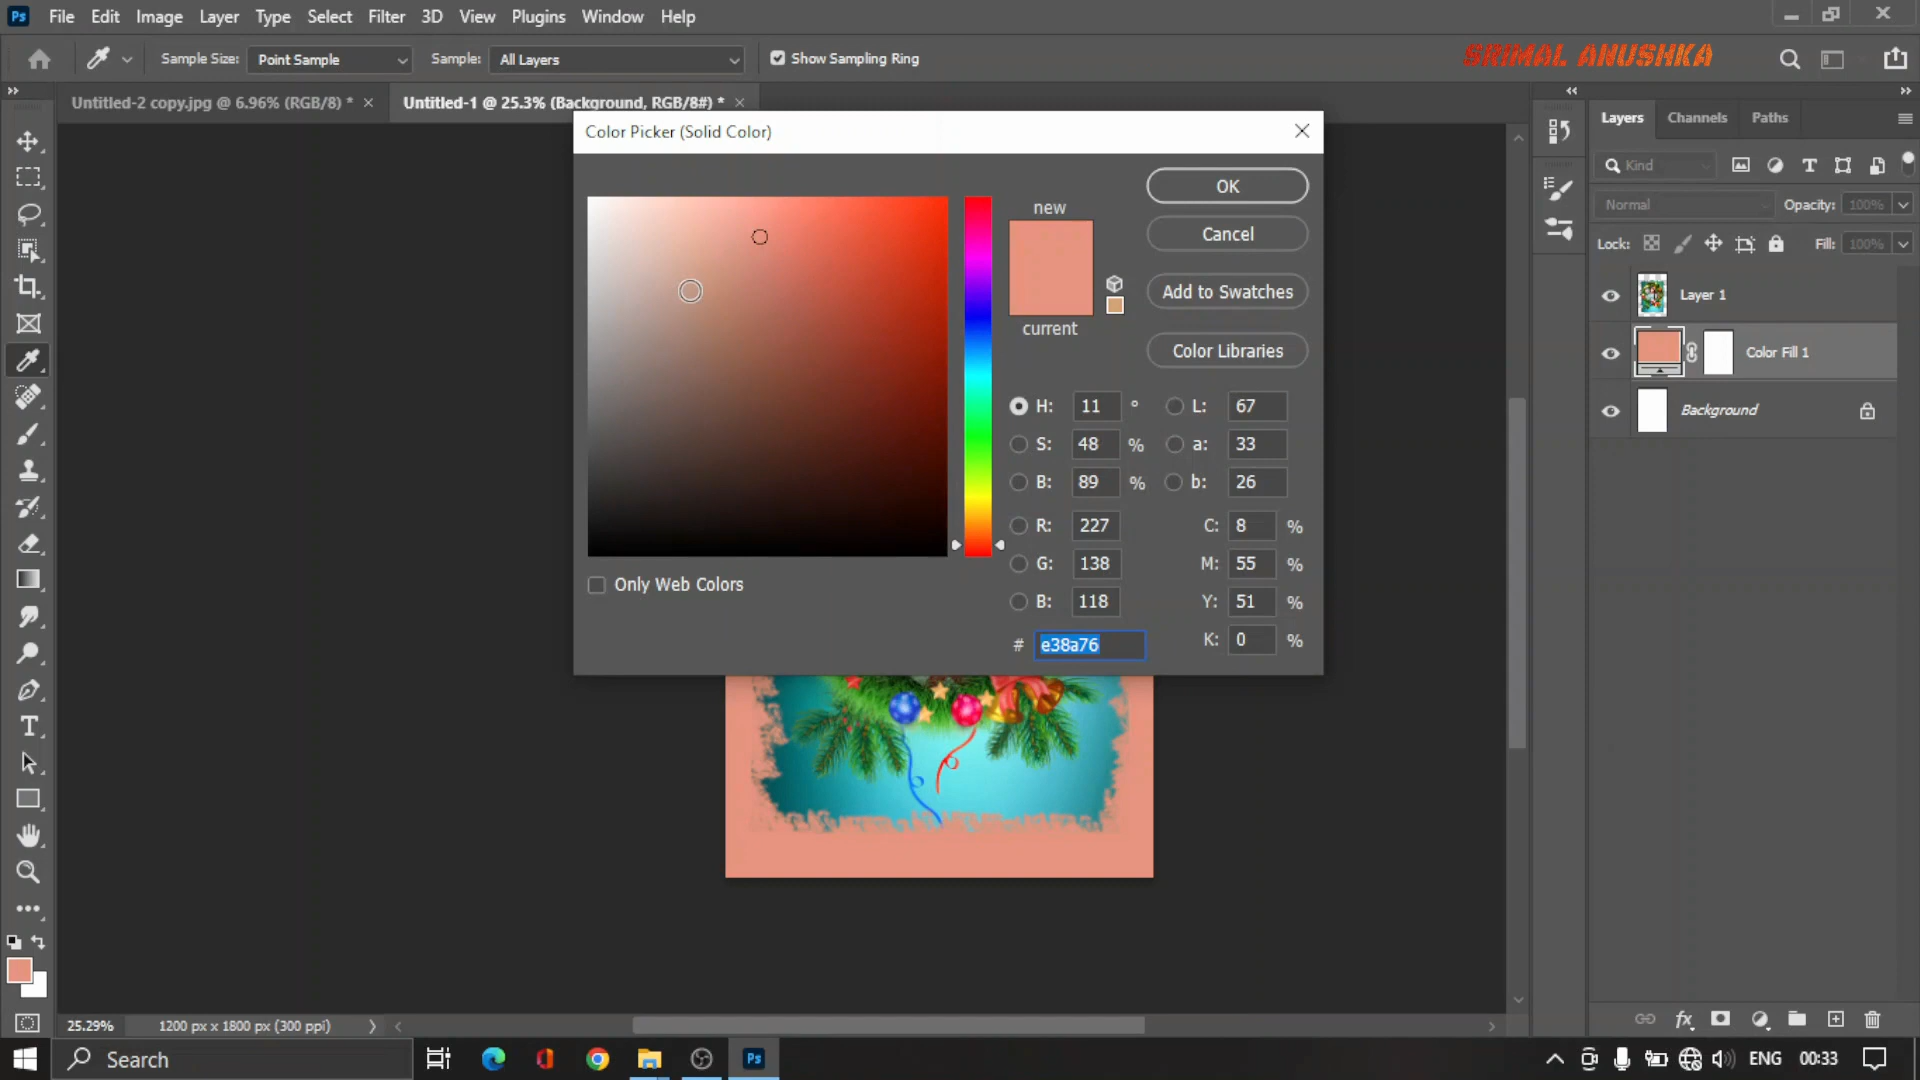 Ps File Edit Image Layer Type Select Filter 3D View Plugins Window Help
Sample Size: Point Sample Sample: All Layers Show Sampling Ring SRIMAL ANUSHKA
Untitled-2 copy.jpg @ 6.96% (RGB/8) * Untitled-1 @ 25.3% (Background, RGB/8#) *
Color Picker (Solid Color)
OK
Cancel
Add to Swatches
Color Libraries
new
current
H: 11 ° L: 67
S: 48 % a: 33
B: 89 % b: 26
R: 227 C: 8 %
G: 138 M: 55 %
B: 118 Y: 51 %
# e38a76 K: 0 %
Only Web Colors
Layers Channels Paths
Kind
Normal Opacity: 100%
Lock: Fill: 100%
Layer 1
Color Fill 1
Background
25.29% 1200 px x 1800 px (300 ppi)
Search Ps ENG 00:33